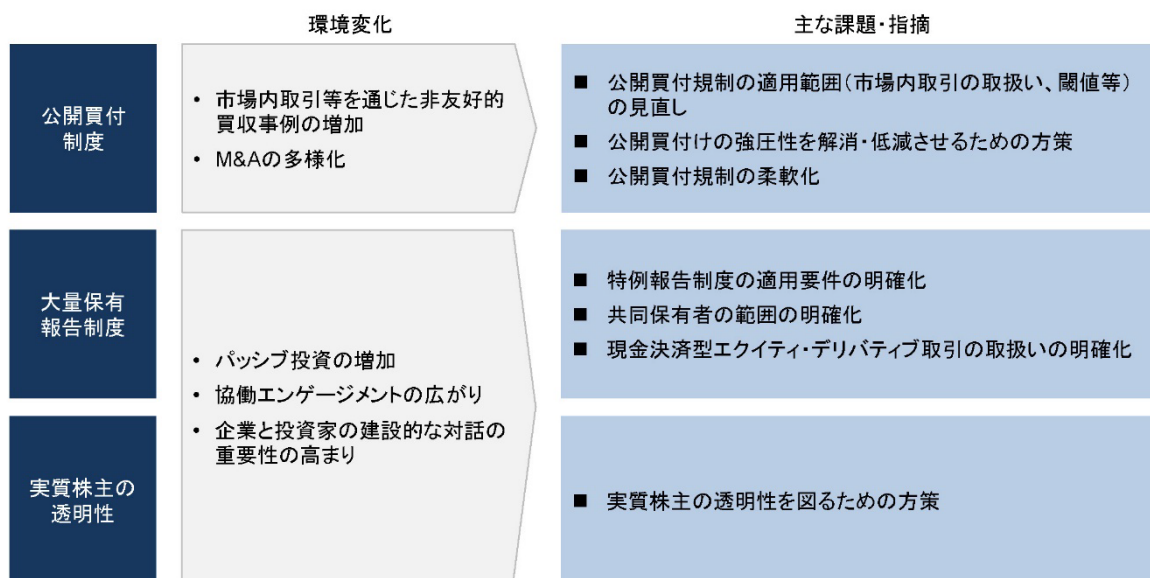 環境変化
主な課題・指摘
公開買付
制度
• 市場内取引等を通じた非友好的
買収事例の増加
• M&Aの多様化
■ 公開買付規制の適用範囲(市場内取引の取扱い、閾値等)
の見直し
■ 公開買付けの強圧性を解消・低減させるための方策
■ 公開買付規制の柔軟化
大量保有
報告制度
• パッシブ投資の増加
• 協働エンゲージメントの広がり
• 企業と投資家の建設的な対話の
重要性の高まり
■ 特例報告制度の適用要件の明確化
■ 共同保有者の範囲の明確化
■ 現金決済型エクイティ・デリバティブ取引の取扱いの明確化
実質株主の
透明性
■ 実質株主の透明性を図るための方策